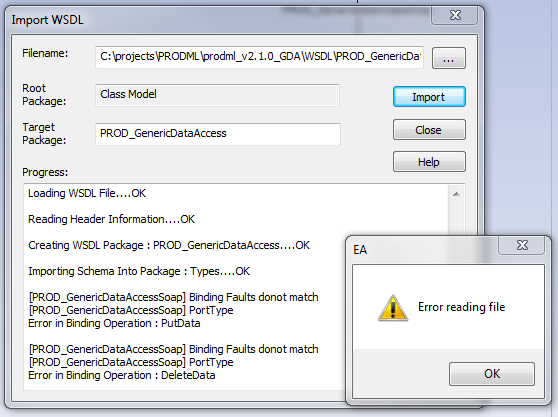 Import WSDL
Filename:
C:\projects\PRODML\prodml_v2.1.0_GDA\WSDL\PROD_GenericDat
...
Root
Package:
Class Model
Import
Target
Package:
PROD_GenericDataAccess
Close
Help
Progress:
Loading WSDL File....OK
Reading Header Information....OK
Creating WSDL Package : PROD_GenericDataAccess....OK
Importing Schema Into Package : Types....OK
[PROD_GenericDataAccessSoap] Binding Faults donot match
[PROD_GenericDataAccessSoap] PortType
Error in Binding Operation : PutData
[PROD_GenericDataAccessSoap] Binding Faults donot match
[PROD_GenericDataAccessSoap] PortType
Error in Binding Operation : DeleteData
EA
Error reading file
OK